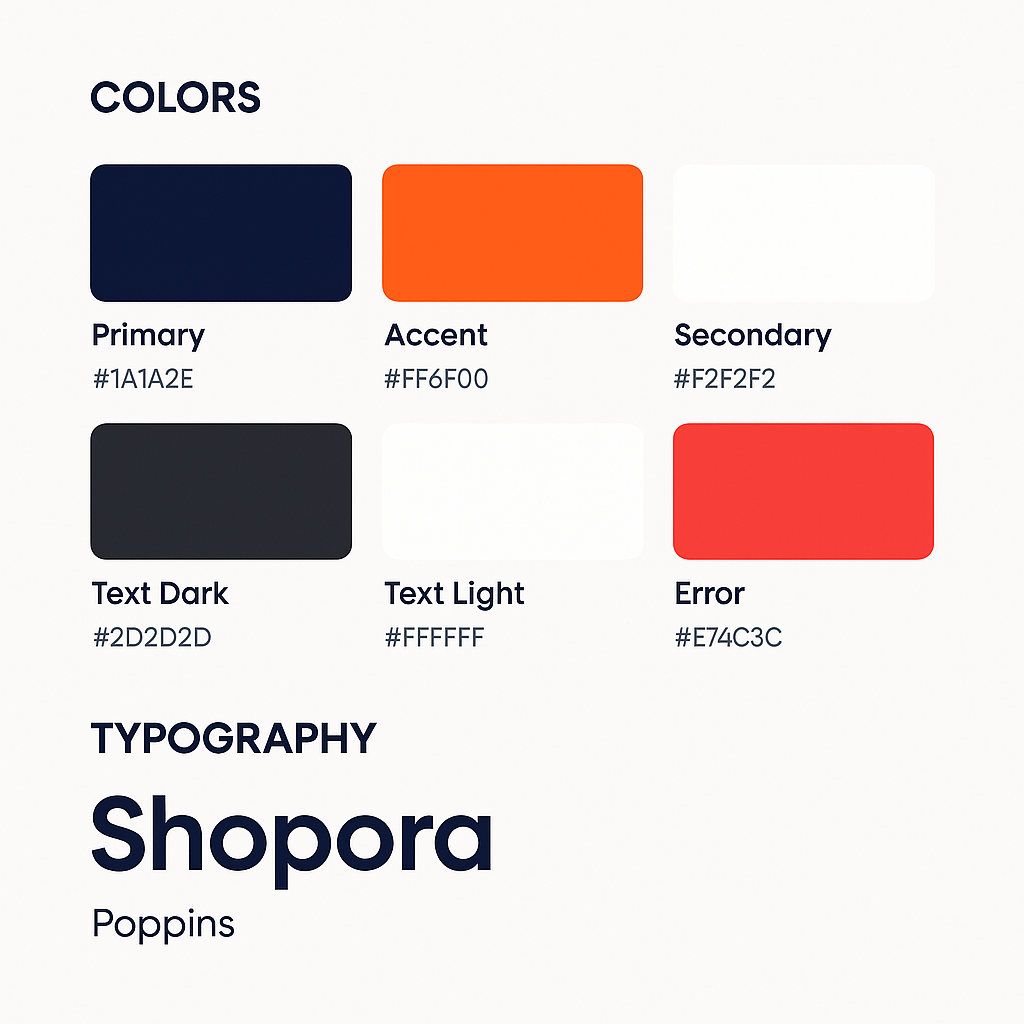 COLORS
Primary Accent Secondary
#1A1A2E #FF6F00 #F2F2F2
Text Dark Text Light Error
#2D2D2D #FFFFFF #E74C3C
TYPOGRAPHY
Shopora
Poppins